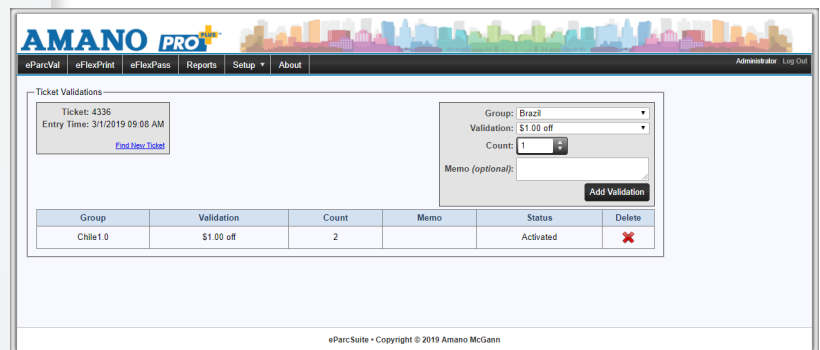 AMANO PRO PLUS
eParcVal eFlexPrint eFlexPass Reports Setup ▼ About Administrator Log Out
Ticket Validations
Ticket: 4336
Entry Time: 3/1/2019 09:08 AM
Find New Ticket
Group: Brazil
Validation: $1.00 off
Count: 1
Memo (optional):
Add Validation
Group Validation Count Memo Status Delete
Chile1.0 $1.00 off 2 Activated
eParcSuite • Copyright © 2019 Amano McGann